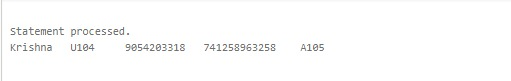 Statement processed.
Krishna U104 9054203318 741258963258 A105